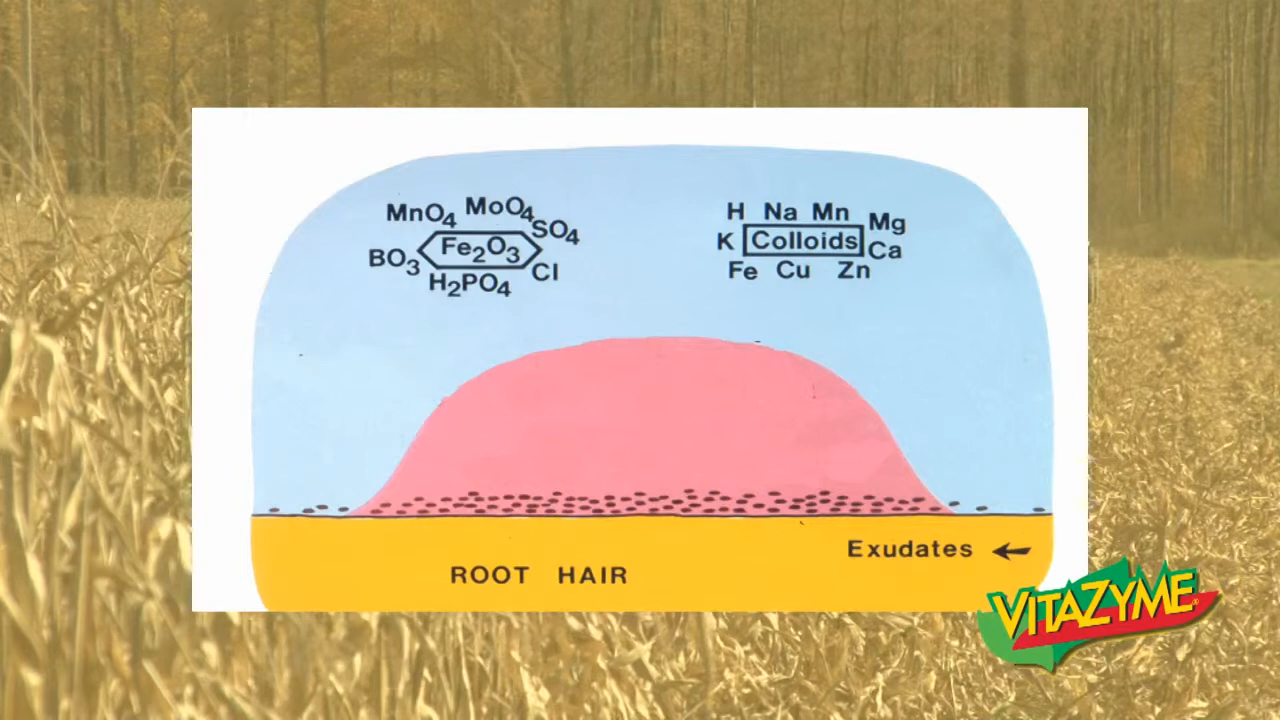 MnO4 MoO4 SO4
BO3 Fe2O3 Cl
H2PO4
H Na Mn Mg
K Colloids Ca
Fe Cu Zn
Exudates
ROOT HAIR
VITAZYME®